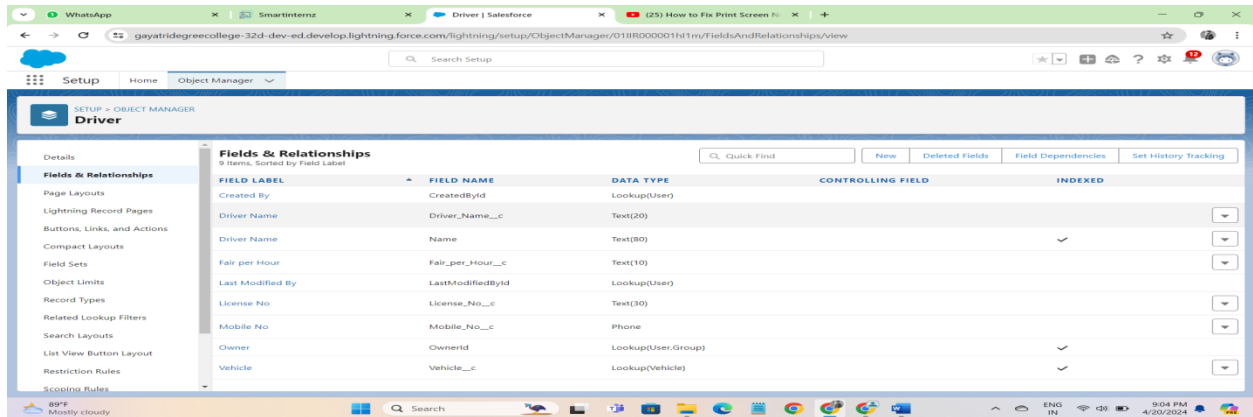 WhatsApp
Smartinternz
Driver | Salesforce
(25) How to Fix Print Screen N
gayatridegreecollege-32d-dev-ed.develop.lightning.force.com/lightning/setup/ObjectManager/01IIR000001hI1m/FieldsAndRelationships/view
Search Setup
12
Setup
Home
Object Manager
SETUP > OBJECT MANAGER
Driver
Details
Fields & Relationships
Page Layouts
Lightning Record Pages
Buttons, Links, and Actions
Compact Layouts
Field Sets
Object Limits
Record Types
Related Lookup Filters
Search Layouts
List View Button Layout
Restriction Rules
Scoping Rules
Fields & Relationships
9 Items, Sorted by Field Label
Quick Find
New
Deleted Fields
Field Dependencies
Set History Tracking
FIELD LABEL FIELD NAME DATA TYPE CONTROLLING FIELD INDEXED
Created By CreatedById Lookup(User)
Driver Name Driver_Name__c Text(20)
Driver Name Name Text(80)
Fair per Hour Fair_per_Hour__c Text(10)
Last Modified By LastModifiedById Lookup(User)
License No License_No__c Text(30)
Mobile No Mobile_No__c Phone
Owner OwnerId Lookup(User,Group)
Vehicle Vehicle__c Lookup(Vehicle)
89°F
Mostly cloudy
Search
ENG
IN
9:04 PM
4/20/2024